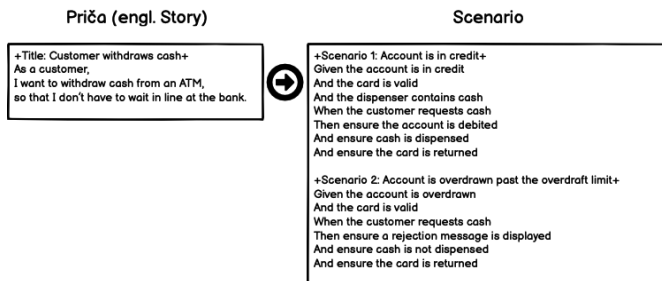 Priča (engl. Story)
+Title: Customer withdraws cash+
As a customer,
I want to withdraw cash from an ATM,
so that I don't have to wait in line at the bank.
Scenario
+Scenario 1: Account is in credit+
Given the account is in credit
And the card is valid
And the dispenser contains cash
When the customer requests cash
Then ensure the account is debited
And ensure cash is dispensed
And ensure the card is returned
+Scenario 2: Account is overdrawn past the overdraft limit+
Given the account is overdrawn
And the card is valid
When the customer requests cash
Then ensure a rejection message is displayed
And ensure cash is not dispensed
And ensure the card is returned